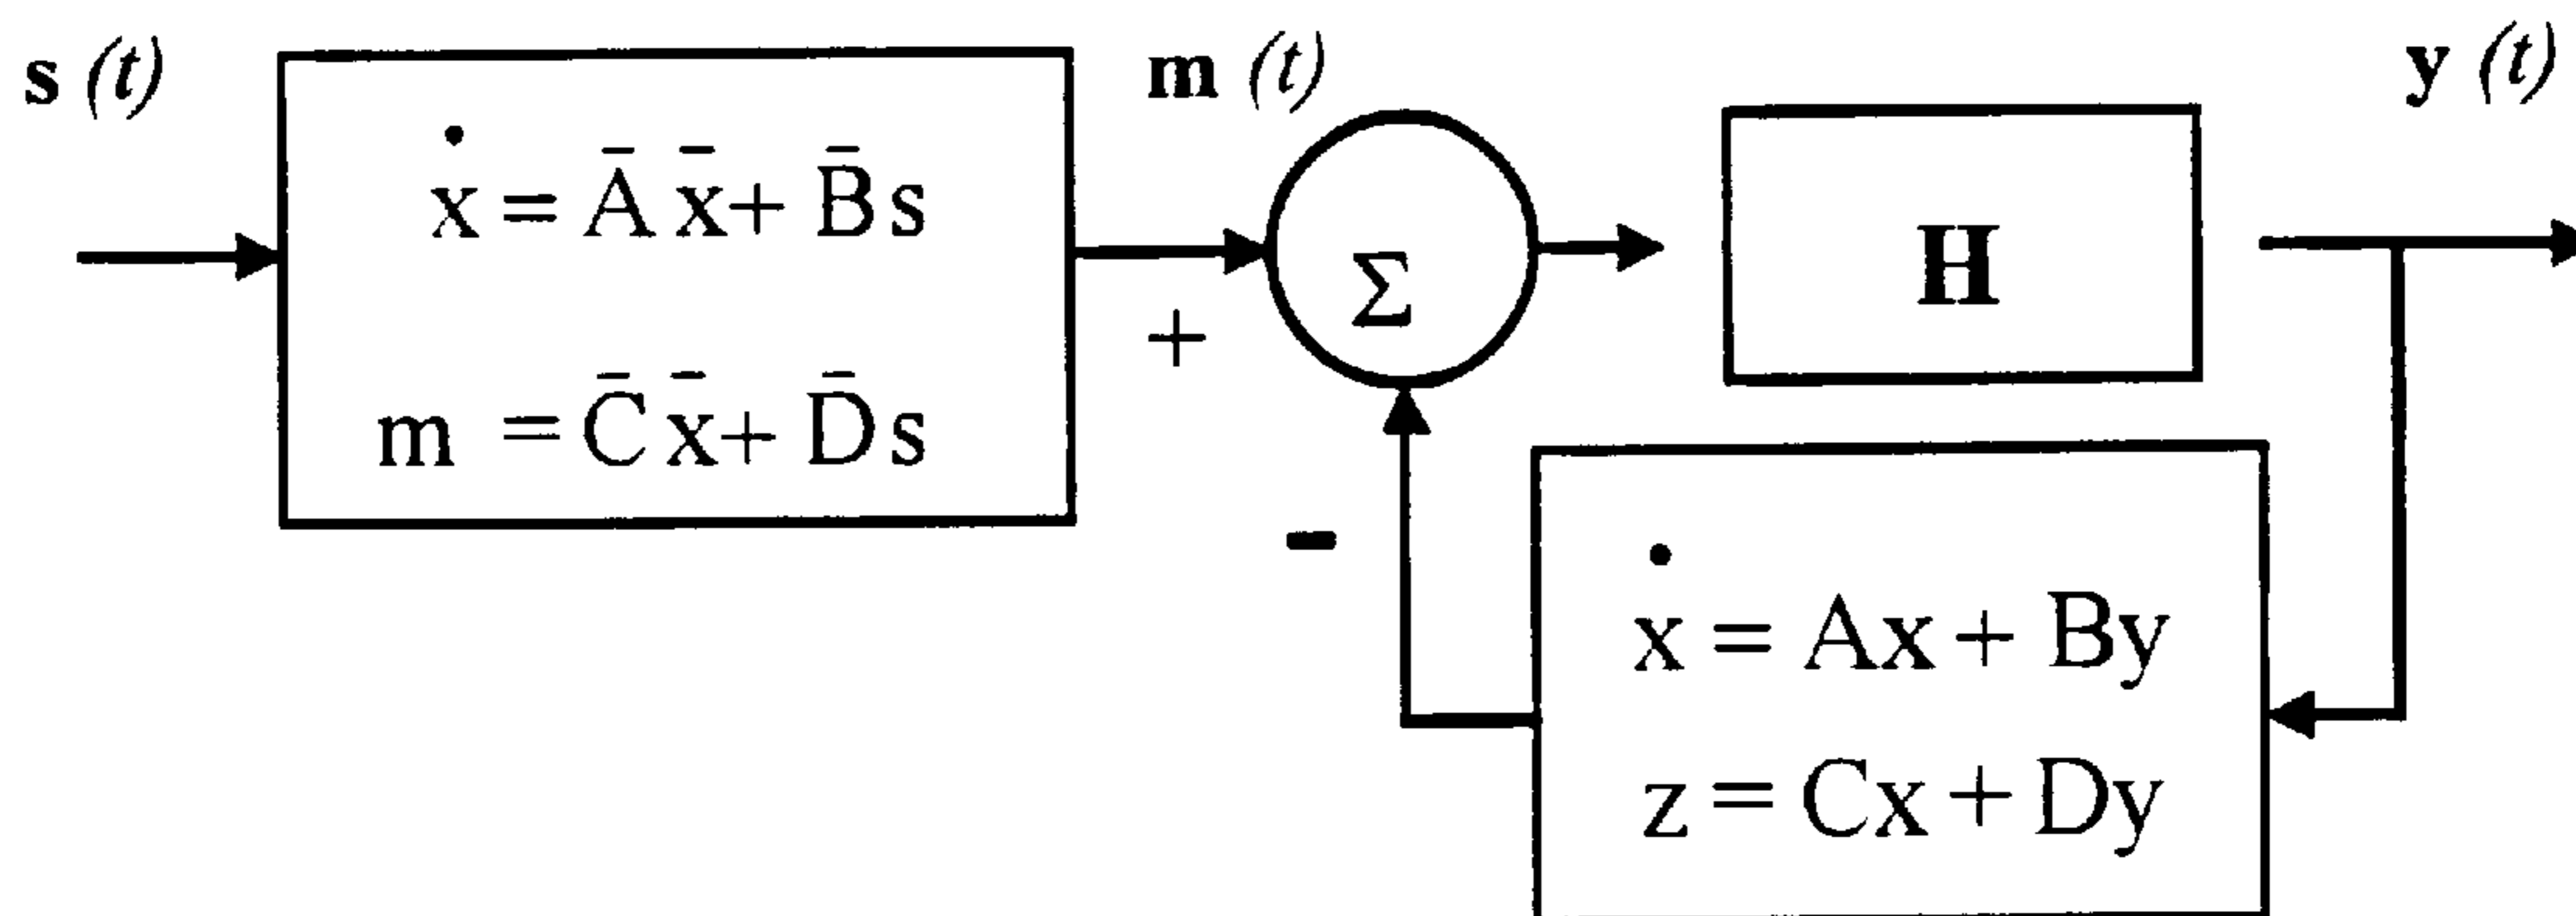 s (t)
m (t)
y (t)
ẋ = Ā x̄ + B̄ s
m = C̄ x̄ + D̄ s
+
Σ
H
-
ẋ = Ax + By
z = Cx + Dy